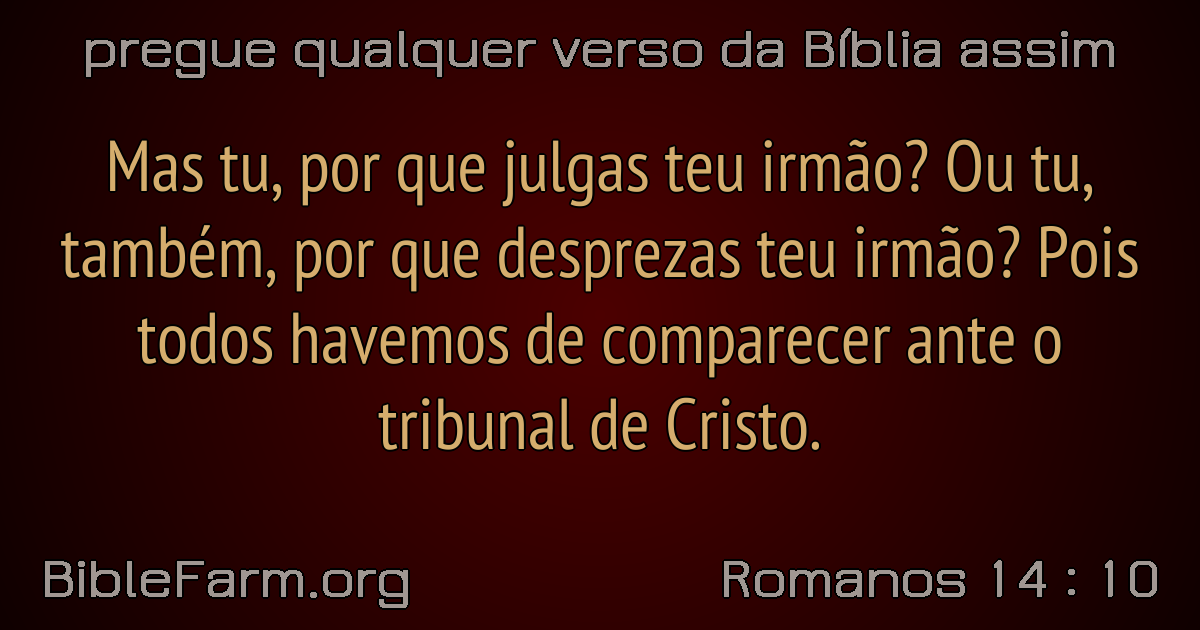 pregue qualquer verso da Bíblia assim
Mas tu, por que julgas teu irmão? Ou tu,
também, por que desprezas teu irmão? Pois
todos havemos de comparecer ante o
tribunal de Cristo.
BibleFarm.org
Romanos 14 : 10